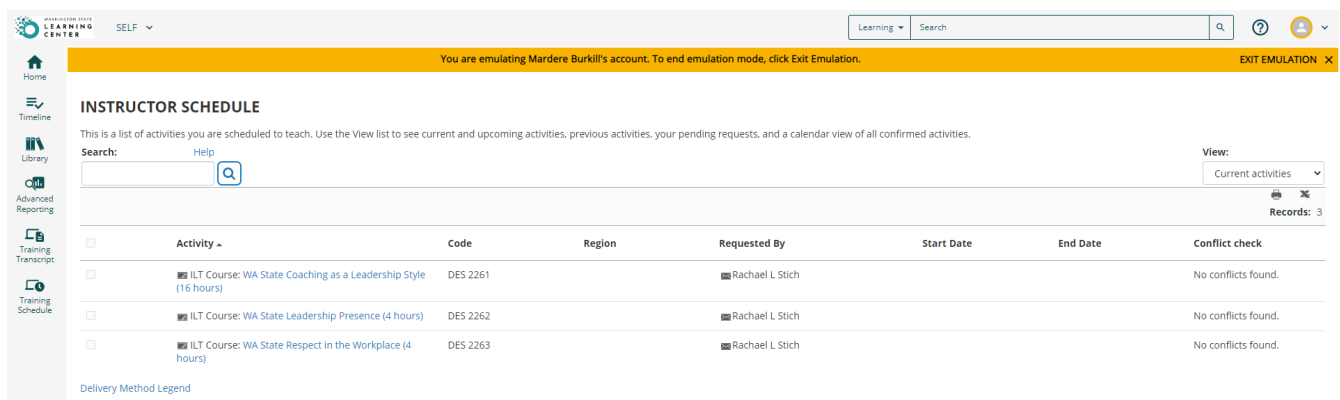 WASHINGTON STATE
LEARNING
CENTER
SELF
Learning
Search
You are emulating Mardere Burkill's account. To end emulation mode, click Exit Emulation.
EXIT EMULATION X
Home
Timeline
Library
Advanced
Reporting
Training
Transcript
Training
Schedule
INSTRUCTOR SCHEDULE
This is a list of activities you are scheduled to teach. Use the View list to see current and upcoming activities, previous activities, your pending requests, and a calendar view of all confirmed activities.
Search: Help
View:
Current activities
Records: 3
Activity Code Region Requested By Start Date End Date Conflict check
ILT Course: WA State Coaching as a Leadership Style DES 2261 Rachael L Stich No conflicts found.
(16 hours)
ILT Course: WA State Leadership Presence (4 hours) DES 2262 Rachael L Stich No conflicts found.
ILT Course: WA State Respect in the Workplace (4 DES 2263 Rachael L Stich No conflicts found.
hours)
Delivery Method Legend